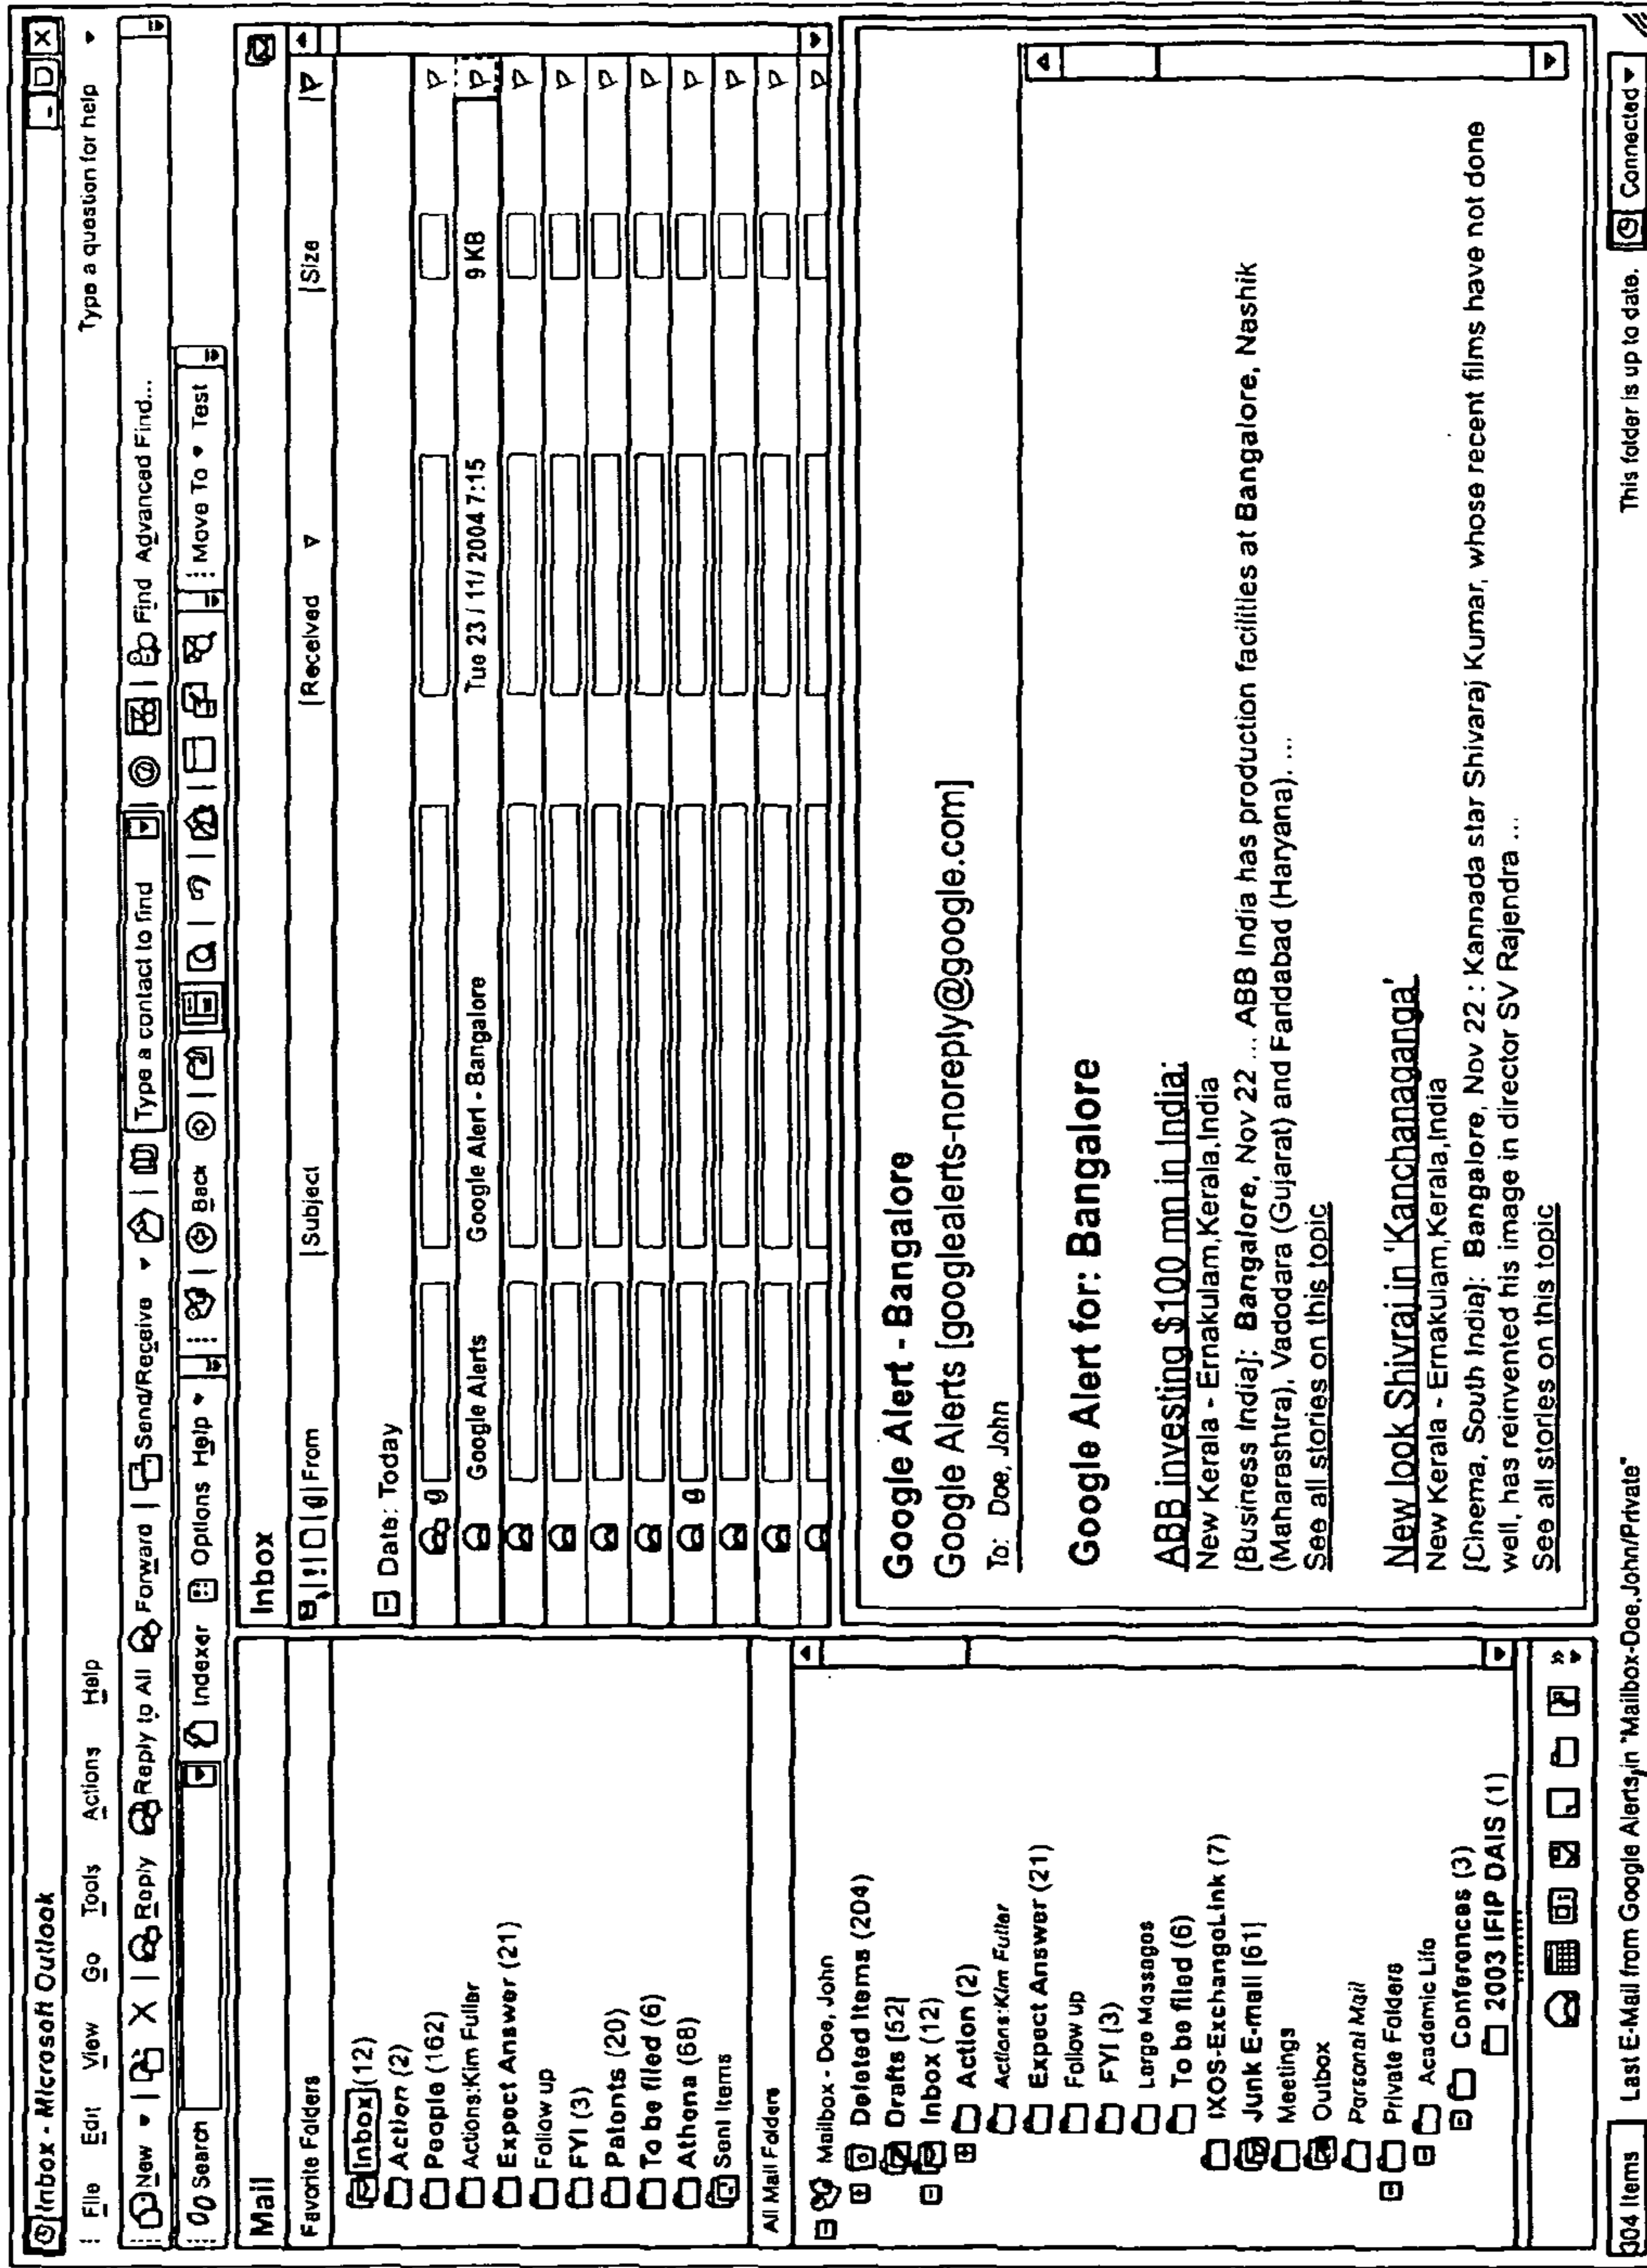 Inbox - Microsoft Outlook
File Edit View Go Tools Actions Help Type a question for help
New Reply Reply to All Forward Send/Receive Type a contact to find Find Advanced Find...
Search Indexer Options Help Back Move To Test
Mail
Favorite Folders
Inbox (12)
Action (2)
People (162)
Actions:Kim Fuller
Expect Answer (21)
Follow up
FYI (3)
Patents (20)
To be filed (6)
Athena (68)
Sent Items
All Mail Folders
Mailbox - Doe, John
Deleted Items (204)
Drafts [52]
Inbox (12)
Action (2)
Actions:Kim Fuller
Expect Answer (21)
Follow up
FYI (3)
Large Messages
To be filed (6)
IXOS-ExchangeLink (7)
Junk E-mail [61]
Meetings
Outbox
Personal Mail
Private Folders
Academic Life
Conferences (3)
2003 IFIP DAIS (1)
Inbox
From Subject Received Size
Date: Today
Google Alerts Google Alert - Bangalore Tue 23 / 11/ 2004 7:15 9 KB
Google Alert - Bangalore
Google Alerts [googlealerts-noreply@google.com]
To: Doe, John
Google Alert for: Bangalore
ABB investing $100 mn in India:
New Kerala - Ernakulam,Kerala,India
[Business India]: Bangalore, Nov 22 ... ABB India has production facilities at Bangalore, Nashik
(Maharashtra), Vadodara (Gujarat) and Faridabad (Haryana). ...
See all stories on this topic
New look Shivraj in 'Kanchanaganga'
New Kerala - Ernakulam,Kerala,India
[Cinema, South India]: Bangalore, Nov 22 : Kannada star Shivaraj Kumar, whose recent films have not done
well, has reinvented his image in director SV Rajendra ...
See all stories on this topic
304 Items Last E-Mail from Google Alerts,in "Mailbox-Doe,John/Private" This folder is up to date. Connected